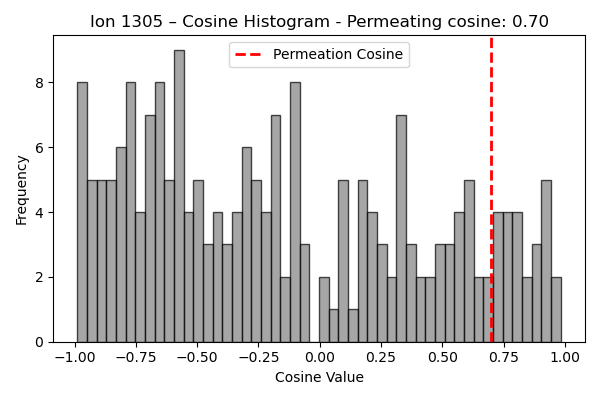 Ion 1305 – Cosine Histogram - Permeating cosine: 0.70
Permeation Cosine
Frequency
8
6
4
2
0
−1.00 −0.75 −0.50 −0.25 0.00 0.25 0.50 0.75 1.00
Cosine Value